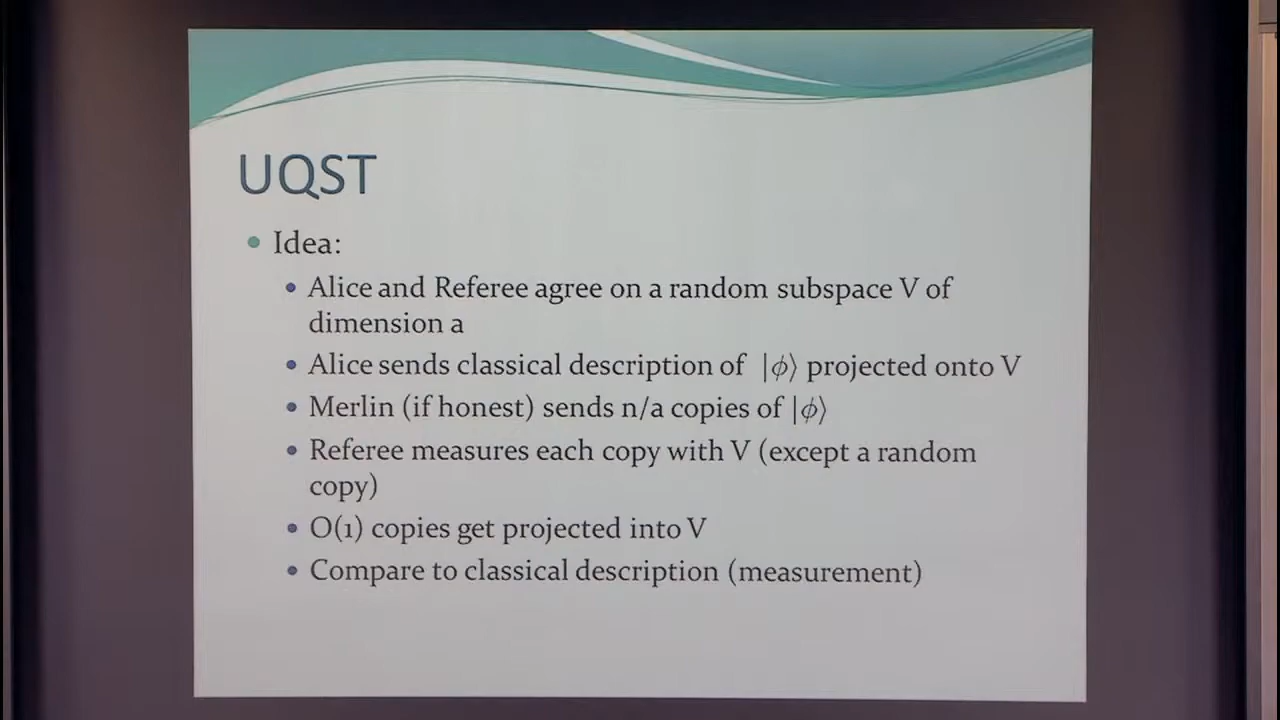 UQST
• Idea:
• Alice and Referee agree on a random subspace V of
dimension a
• Alice sends classical description of |ϕ⟩ projected onto V
• Merlin (if honest) sends n/a copies of |ϕ⟩
• Referee measures each copy with V (except a random
copy)
• O(1) copies get projected into V
• Compare to classical description (measurement)